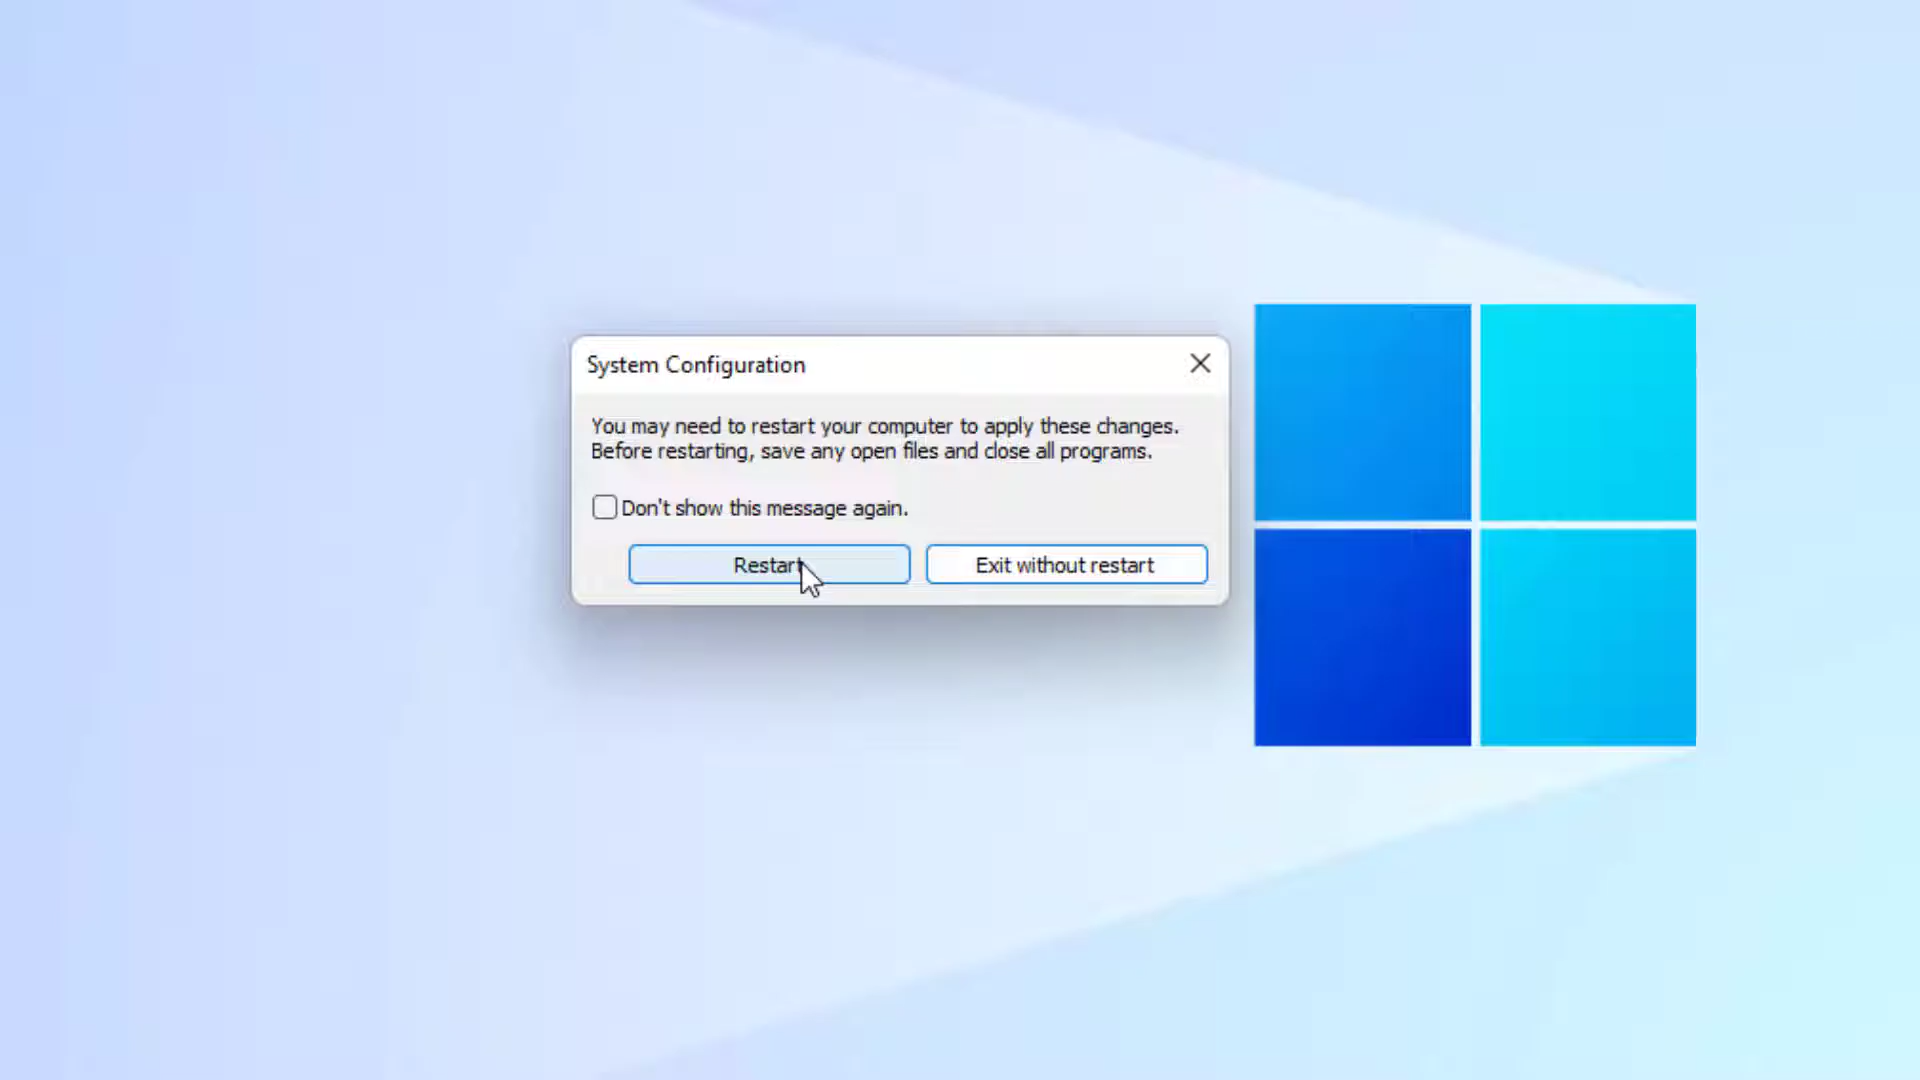 System Configuration
You may need to restart your computer to apply these changes.
Before restarting, save any open files and close all programs.
Don't show this message again.
Restart
Exit without restart